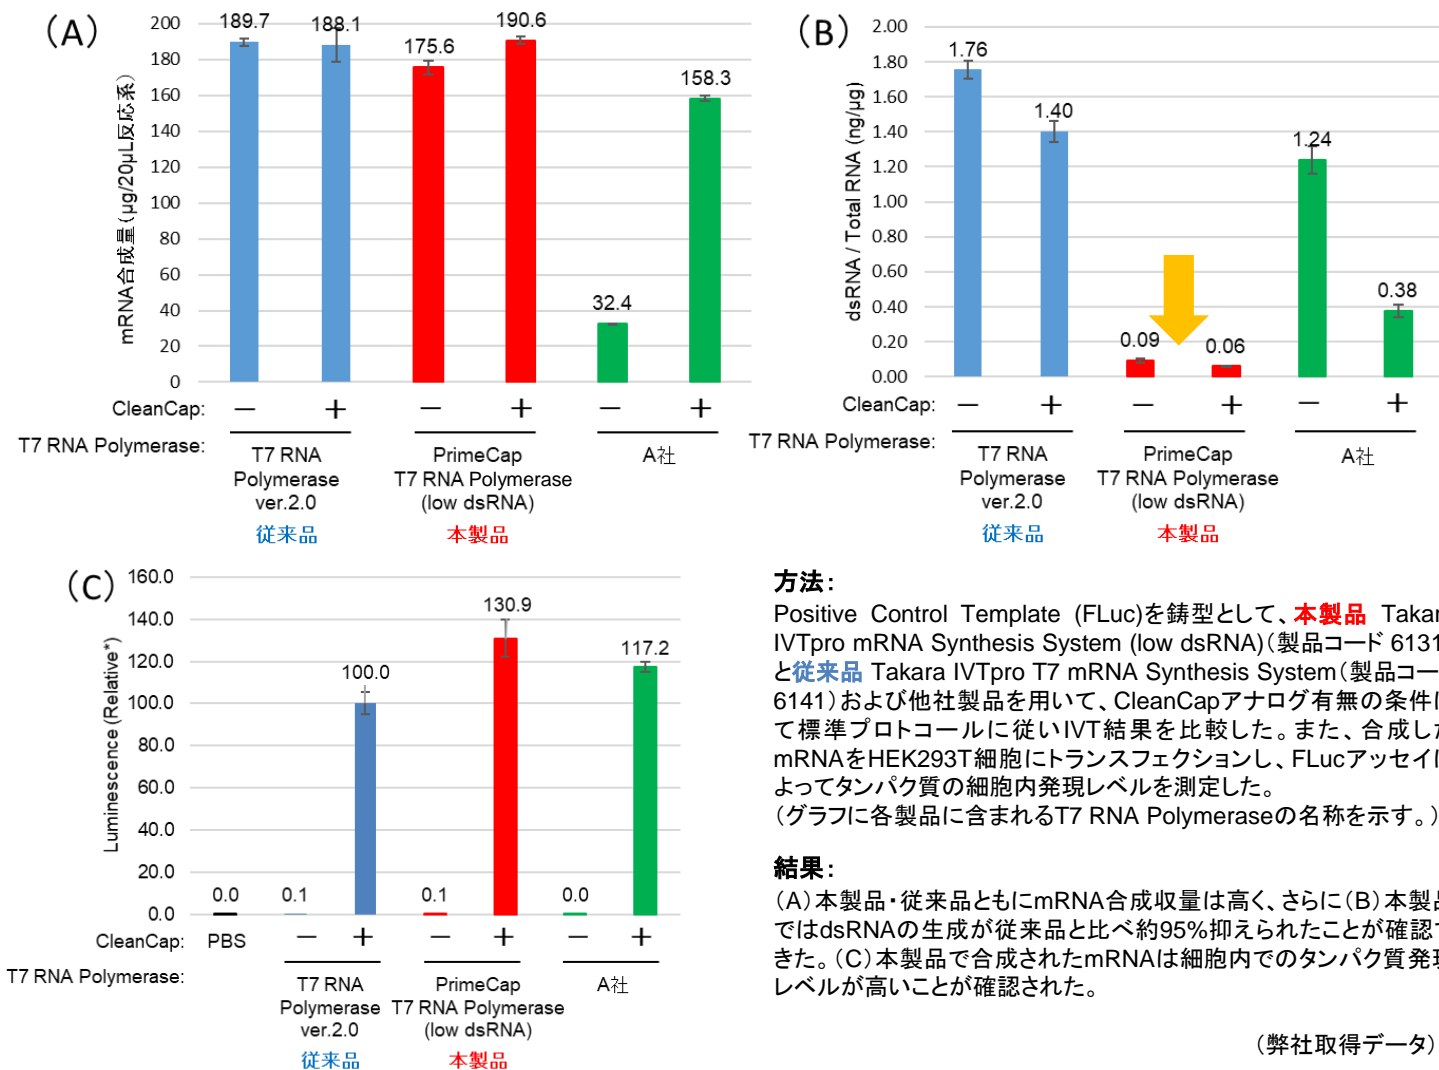 (A)
mRNA合成量(μg/20μL反応系)
200
180
160
140
120
100
80
60
40
20
0
189.7
188.1
175.6
190.6
32.4
158.3
CleanCap: － ＋ － ＋ － ＋
T7 RNA Polymerase:
T7 RNA
Polymerase
ver.2.0
従来品
PrimeCap
T7 RNA Polymerase
(low dsRNA)
本製品
A社
(B)
dsRNA / Total RNA (ng/μg)
2.00
1.80
1.60
1.40
1.20
1.00
0.80
0.60
0.40
0.20
0.00
1.76
1.40
0.09
0.06
1.24
0.38
CleanCap: － ＋ － ＋ － ＋
T7 RNA Polymerase:
T7 RNA
Polymerase
ver.2.0
従来品
PrimeCap
T7 RNA Polymerase
(low dsRNA)
本製品
A社
(C)
Luminescence (Relative*)
160.0
140.0
120.0
100.0
80.0
60.0
40.0
20.0
0.0
0.0
0.1
100.0
0.1
130.9
0.0
117.2
CleanCap: PBS － ＋ － ＋ － ＋
T7 RNA Polymerase:
T7 RNA
Polymerase
ver.2.0
従来品
PrimeCap
T7 RNA Polymerase
(low dsRNA)
本製品
A社
方法：
Positive Control Template (FLuc)を鋳型として、本製品 Takar
IVTpro mRNA Synthesis System (low dsRNA)（製品コード 6131
と従来品 Takara IVTpro T7 mRNA Synthesis System（製品コー
6141）および他社製品を用いて、CleanCapアナログ有無の条件に
て標準プロトコールに従いIVT結果を比較した。また、合成した
mRNAをHEK293T細胞にトランスフェクションし、FLucアッセイに
よってタンパク質の細胞内発現レベルを測定した。
（グラフに各製品に含まれるT7 RNA Polymeraseの名称を示す。）
結果：
（A）本製品・従来品ともにmRNA合成収量は高く、さらに（B）本製品
ではdsRNAの生成が従来品と比べ約95%抑えられたことが確認で
きた。（C）本製品で合成されたmRNAは細胞内でのタンパク質発現
レベルが高いことが確認された。
（弊社取得データ）